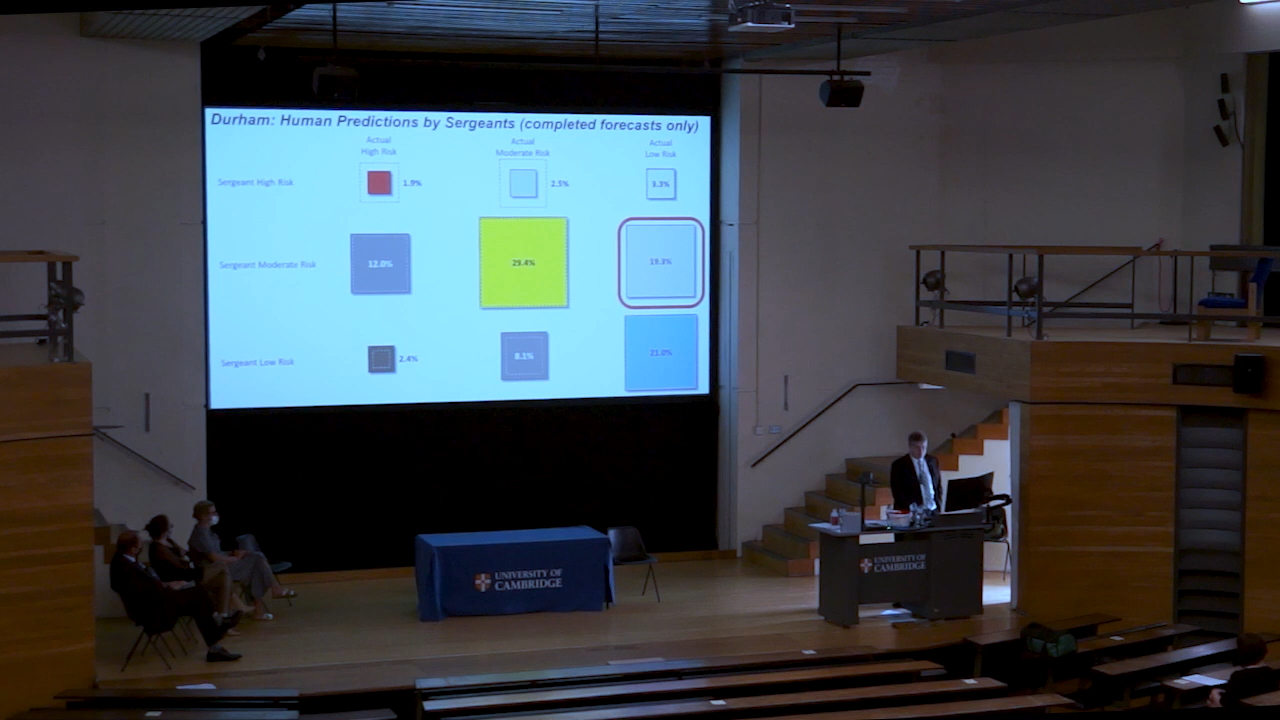 Durham: Human Predictions by Sergeants (completed forecasts only)
Actual
High Risk
Actual
Moderate Risk
Actual
Low Risk
Sergeant High Risk
1.9%
2.5%
3.3%
Sergeant Moderate Risk
12.0%
29.4%
19.3%
Sergeant Low Risk
2.4%
8.1%
21.0%
UNIVERSITY OF
CAMBRIDGE
UNIVERSITY OF
CAMBRIDGE